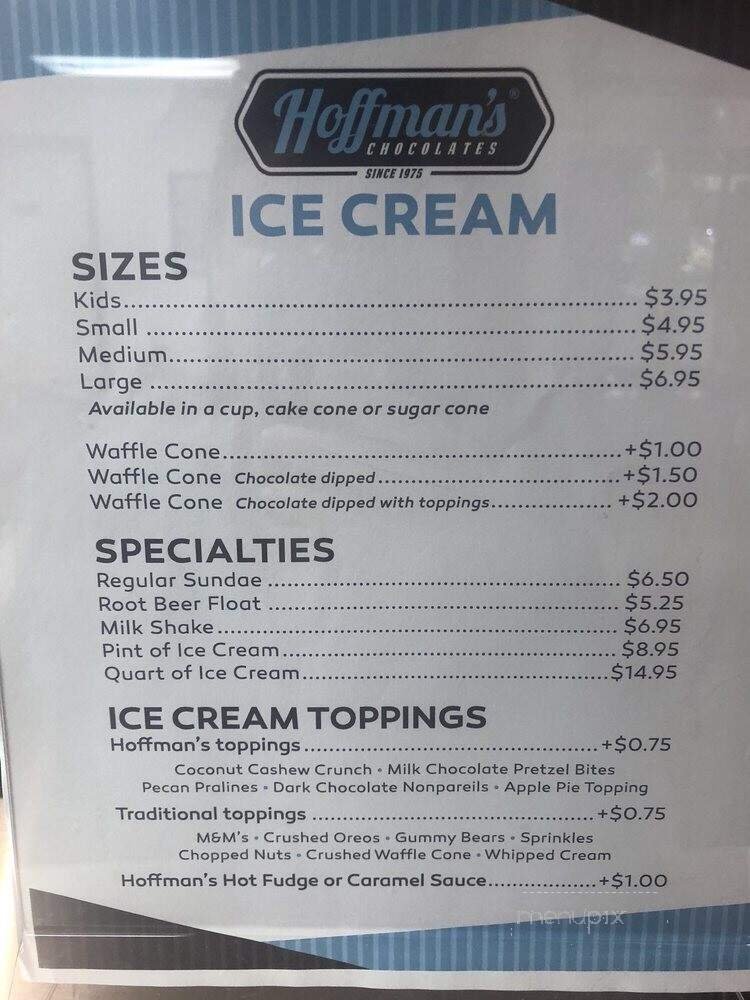 Hoffman's®
CHOCOLATES
SINCE 1975
ICE CREAM
SIZES
Kids.......................................................... $3.95
Small .......................................................... $4.95
Medium.......................................................... $5.95
Large .......................................................... $6.95
Available in a cup, cake cone or sugar cone
Waffle Cone.................................................. +$1.00
Waffle Cone Chocolate dipped.............................. +$1.50
Waffle Cone Chocolate dipped with toppings............... +$2.00
SPECIALTIES
Regular Sundae .............................................. $6.50
Root Beer Float .............................................. $5.25
Milk Shake.................................................... $6.95
Pint of Ice Cream............................................ $8.95
Quart of Ice Cream..........................................$14.95
ICE CREAM TOPPINGS
Hoffman's toppings.......................................... +$0.75
Coconut Cashew Crunch • Milk Chocolate Pretzel Bites
Pecan Pralines • Dark Chocolate Nonpareils • Apple Pie Topping
Traditional toppings ........................................ +$0.75
M&M's • Crushed Oreos • Gummy Bears • Sprinkles
Chopped Nuts • Crushed Waffle Cone • Whipped Cream
Hoffman's Hot Fudge or Caramel Sauce................. +$1.00
menupix